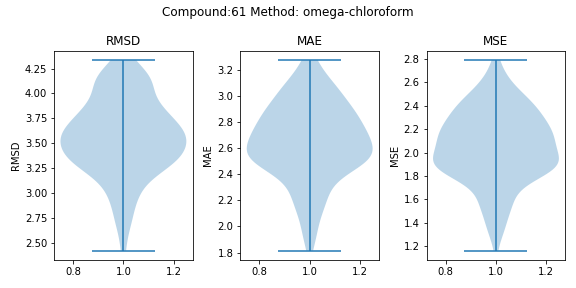 Compound:61 Method: omega-chloroform
RMSD
MAE
MSE
RMSD
4.25
4.00
3.75
3.50
3.25
3.00
2.75
2.50
0.8 1.0 1.2
MAE
3.2
3.0
2.8
2.6
2.4
2.2
2.0
1.8
0.8 1.0 1.2
MSE
2.8
2.6
2.4
2.2
2.0
1.8
1.6
1.4
1.2
0.8 1.0 1.2